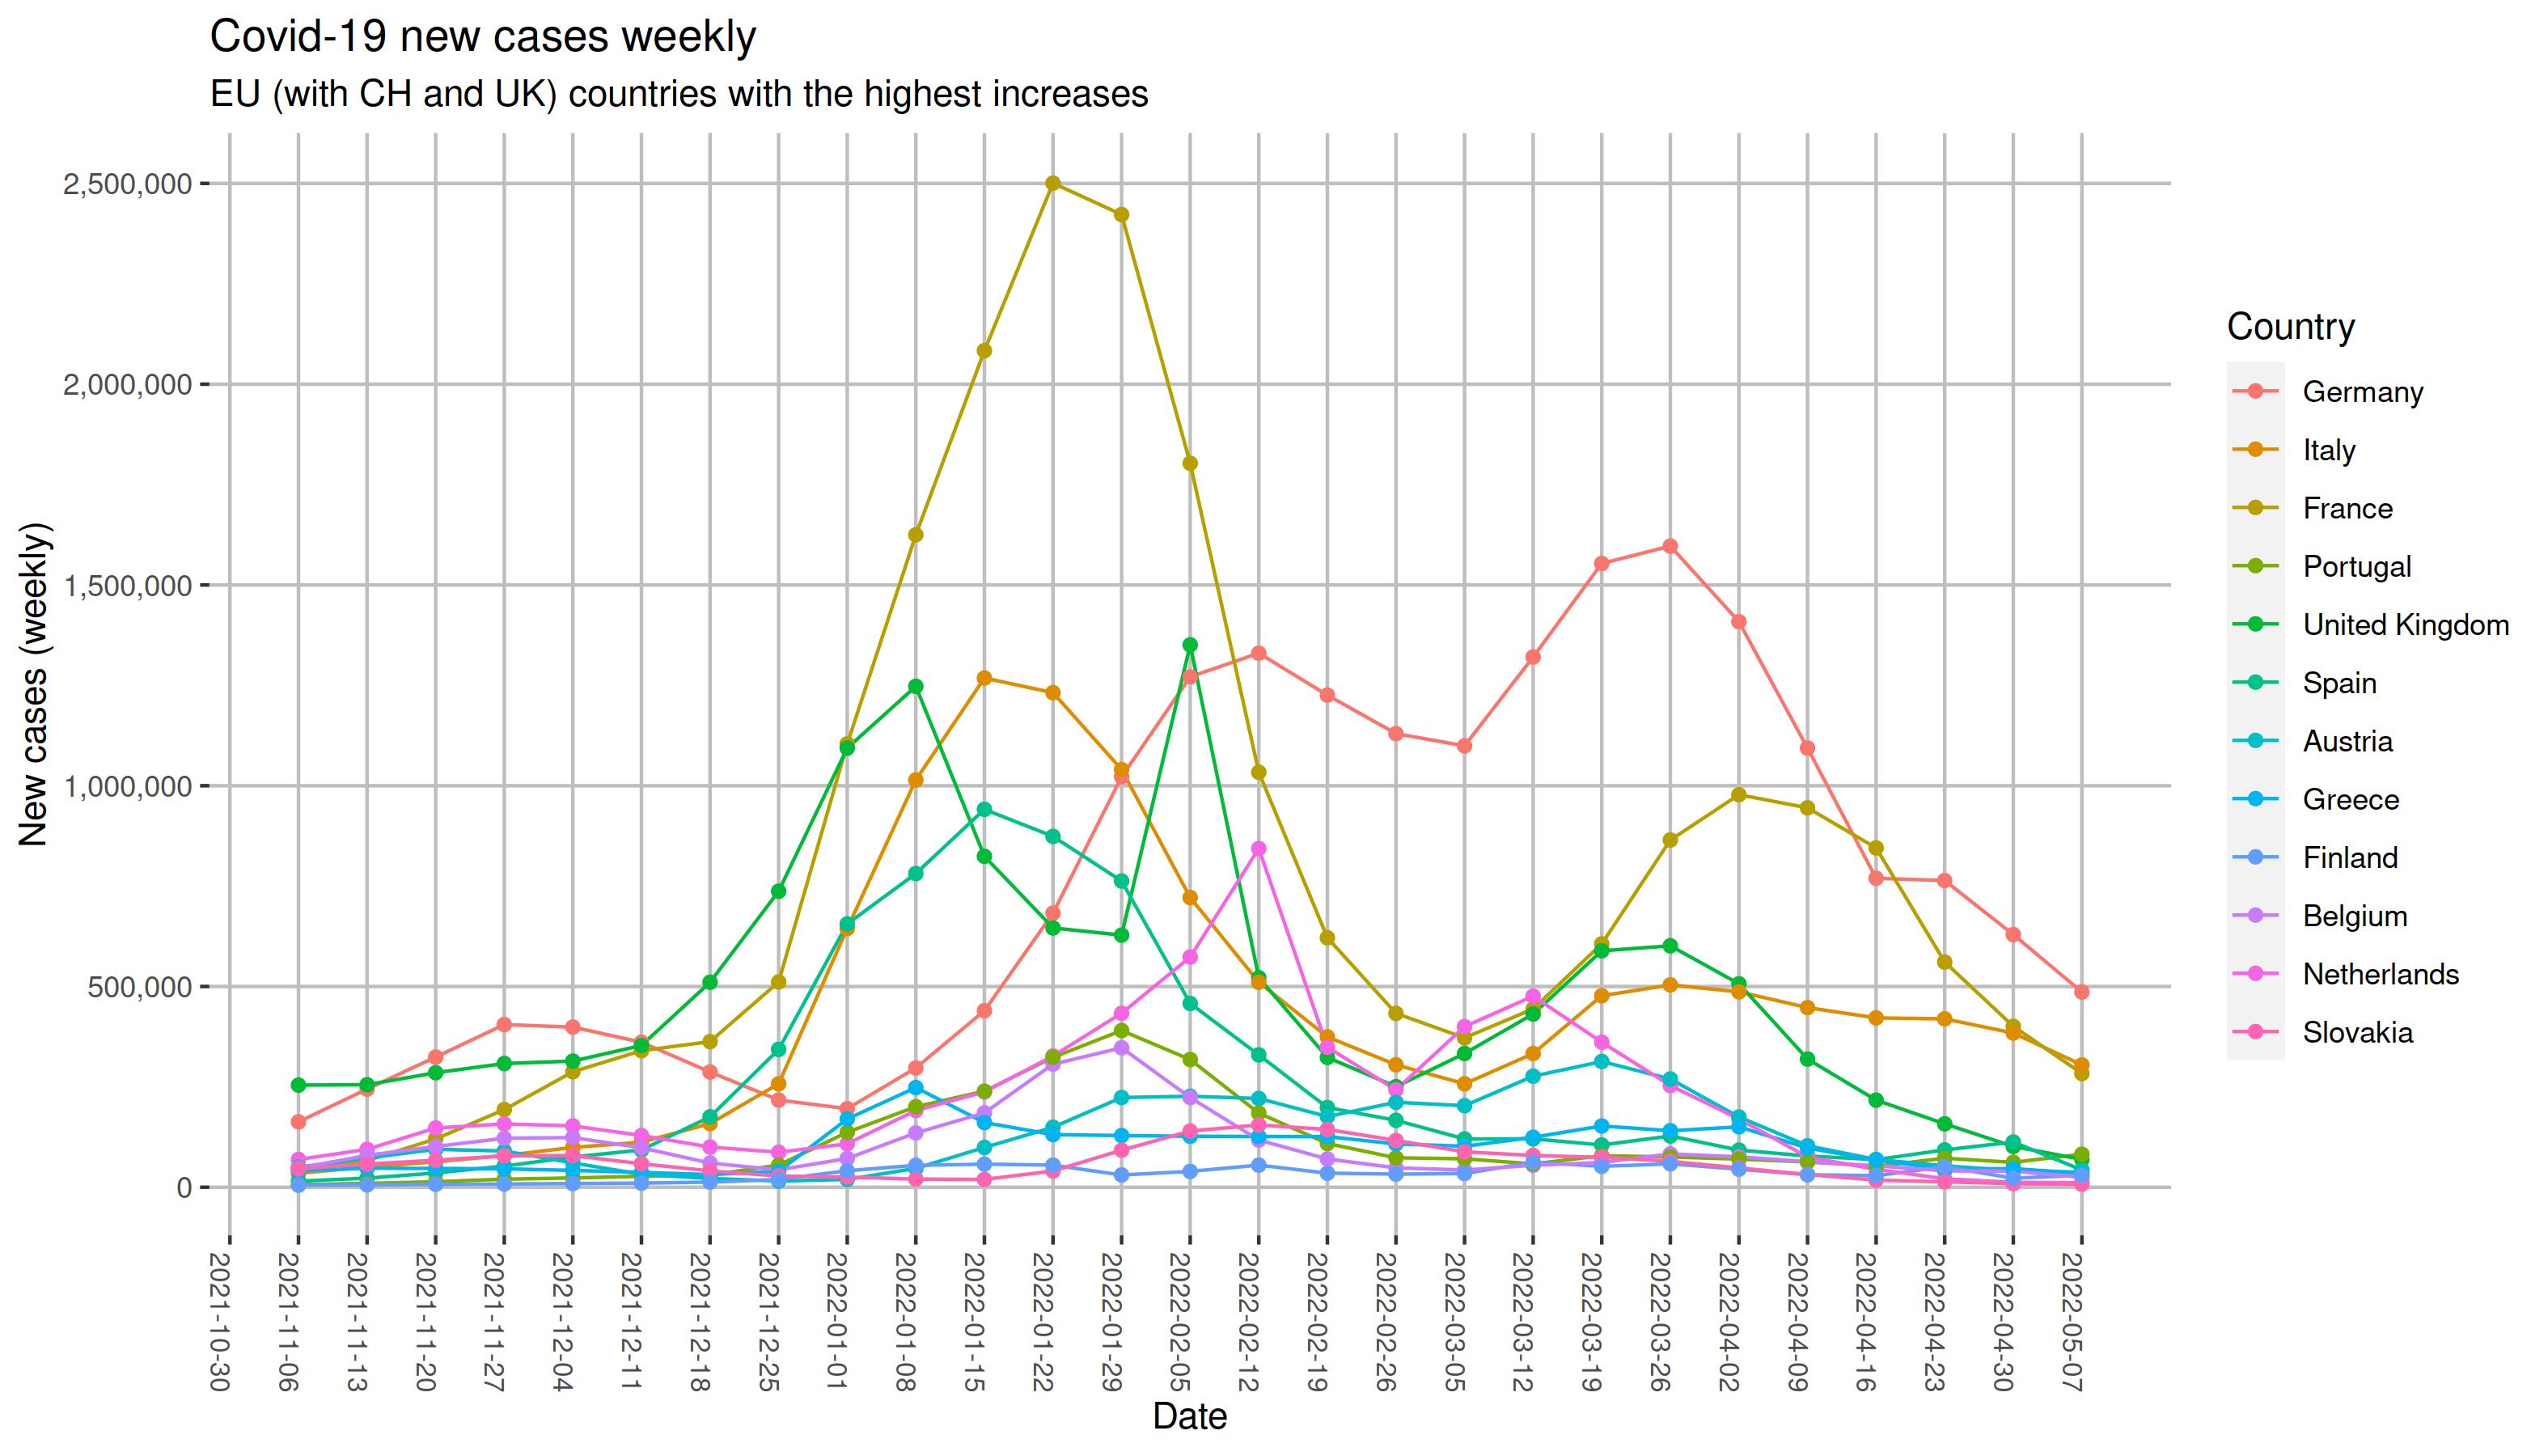 Covid-19 new cases weekly
EU (with CH and UK) countries with the highest increases
New cases (weekly)
2,500,000
2,000,000
1,500,000
1,000,000
500,000
0
2021-10-30
2021-11-06
2021-11-13
2021-11-20
2021-11-27
2021-12-04
2021-12-11
2021-12-18
2021-12-25
2022-01-01
2022-01-08
2022-01-15
2022-01-22
2022-01-29
2022-02-05
2022-02-12
2022-02-19
2022-02-26
2022-03-05
2022-03-12
2022-03-19
2022-03-26
2022-04-02
2022-04-09
2022-04-16
2022-04-23
2022-04-30
2022-05-07
Date
Country
Germany
Italy
France
Portugal
United Kingdom
Spain
Austria
Greece
Finland
Belgium
Netherlands
Slovakia